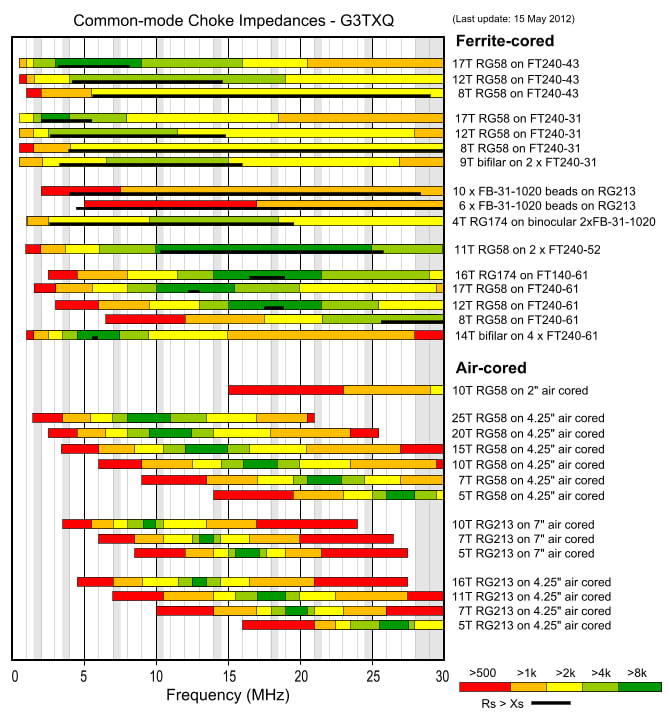 Common-mode Choke Impedances - G3TXQ
(Last update: 15 May 2012)
Ferrite-cored
17T RG58 on FT240-43
12T RG58 on FT240-43
8T RG58 on FT240-43
17T RG58 on FT240-31
12T RG58 on FT240-31
8T RG58 on FT240-31
9T bifilar on 2 x FT240-31
10 x FB-31-1020 beads on RG213
6 x FB-31-1020 beads on RG213
4T RG174 on binocular 2xFB-31-1020
11T RG58 on 2 x FT240-52
16T RG174 on FT140-61
17T RG58 on FT240-61
12T RG58 on FT240-61
8T RG58 on FT240-61
14T bifilar on 4 x FT240-61
Air-cored
10T RG58 on 2" air cored
25T RG58 on 4.25" air cored
20T RG58 on 4.25" air cored
15T RG58 on 4.25" air cored
10T RG58 on 4.25" air cored
7T RG58 on 4.25" air cored
5T RG58 on 4.25" air cored
10T RG213 on 7" air cored
7T RG213 on 7" air cored
5T RG213 on 7" air cored
16T RG213 on 4.25" air cored
11T RG213 on 4.25" air cored
7T RG213 on 4.25" air cored
5T RG213 on 4.25" air cored
0 5 10 15 20 25 30
Frequency (MHz)
>500 >1k >2k >4k >8k
Rs > Xs